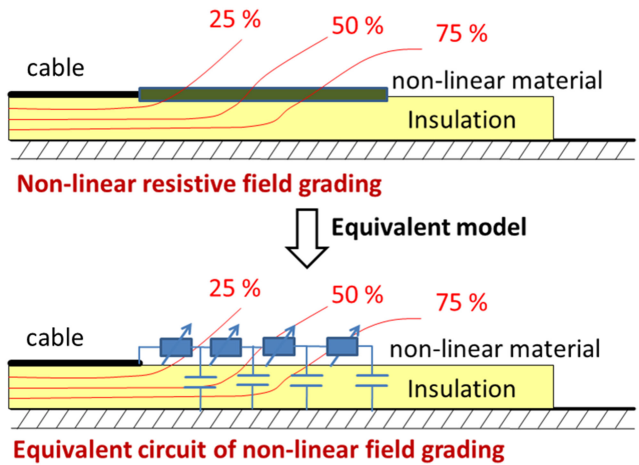 25 %
50 %
75 %
cable
non-linear material
Insulation
Non-linear resistive field grading
Equivalent model
25 %
50 %
75 %
cable
non-linear material
Insulation
Equivalent circuit of non-linear field grading